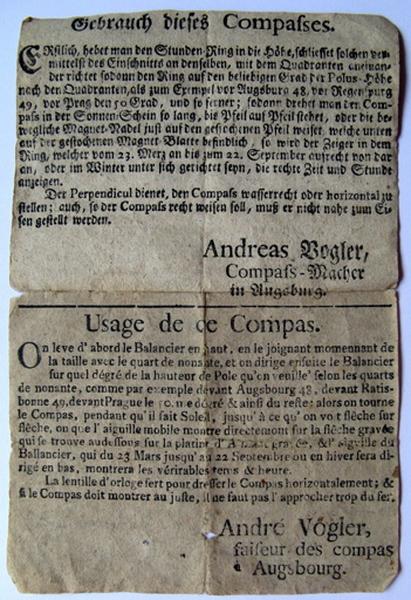 Gebrauch dieses Compasses.
ERstlich, hebet man den Stunden-Ring in die Höhe, schliesset solchen ver-
mittelst des Einschnitts an denselben, mit dem Quadranten aneinan-
der richtet sodann den Ring auf den beliebigen Grad der Polus-Höhe
nach den Quadranten, als zum Exempel vor Augsburg 48, vor Regenspurg
49, vor Prag den 50 Grad, und so ferner; sodann drehet man den Com-
paß in der Sonnen-Schein so lang, bis Pfeil auf Pfeil stehet, oder die be-
wegliche Magnet-Nadel just auf den gestochenen Pfeil weiset, welche unten
auf der gestochenen Magnet-Blatte befindlich, so wird der Zeiger in dem
Ring, welcher vom 23. Merz an bis zum 22. September aufrecht von dar
an, oder im Winter unter sich gerichtet seyn, die rechte Zeit und Stunde
anzeigen.
Der Perpendicul dienet, den Compaß wasserrecht oder horizontal zu
stellen: auch, so der Compaß recht weisen soll, muß er nicht nahe zum Ei-
sen gestellt werden.
Andreas Vogler,
Compaß-Macher
in Augsburg.
Usage de ce Compas.
On leve d'abord le Balancier en haut, en le joignant momennant de
la taille avec le quart de nonante, et on dirige ensuite le Balancier
sur quel dégré de la hauteur de Pole qu'on veuille selon les quarts
de nonante, comme par exemple devant Augsbourg 48, devant Ratis-
bonne 49, devant Prague le 50. & ainsi du reste: alors on tourne
le Compas, pendant qu'il fait Soleil, jusqu'à ce qu'on vo t flêche sur
flêche, ou que l'aiguille mobile montre directement sur la flêche gravée
qui se trouve audessous sur la platine gravée, & l'aiguille du
Ballancier, qui du 23 Mars jusqu'au 22 Septembre ou en hiver sera di-
rigé en bas, montrera les vérirables tems & heure.
La lentille d'orloge sert pour dresser le Compas horizontalement; &
si le Compas doit montrer au juste, il ne faut pas l'approcher trop du fer.
André Vogler,
faiseur des compas
à Augsbourg.